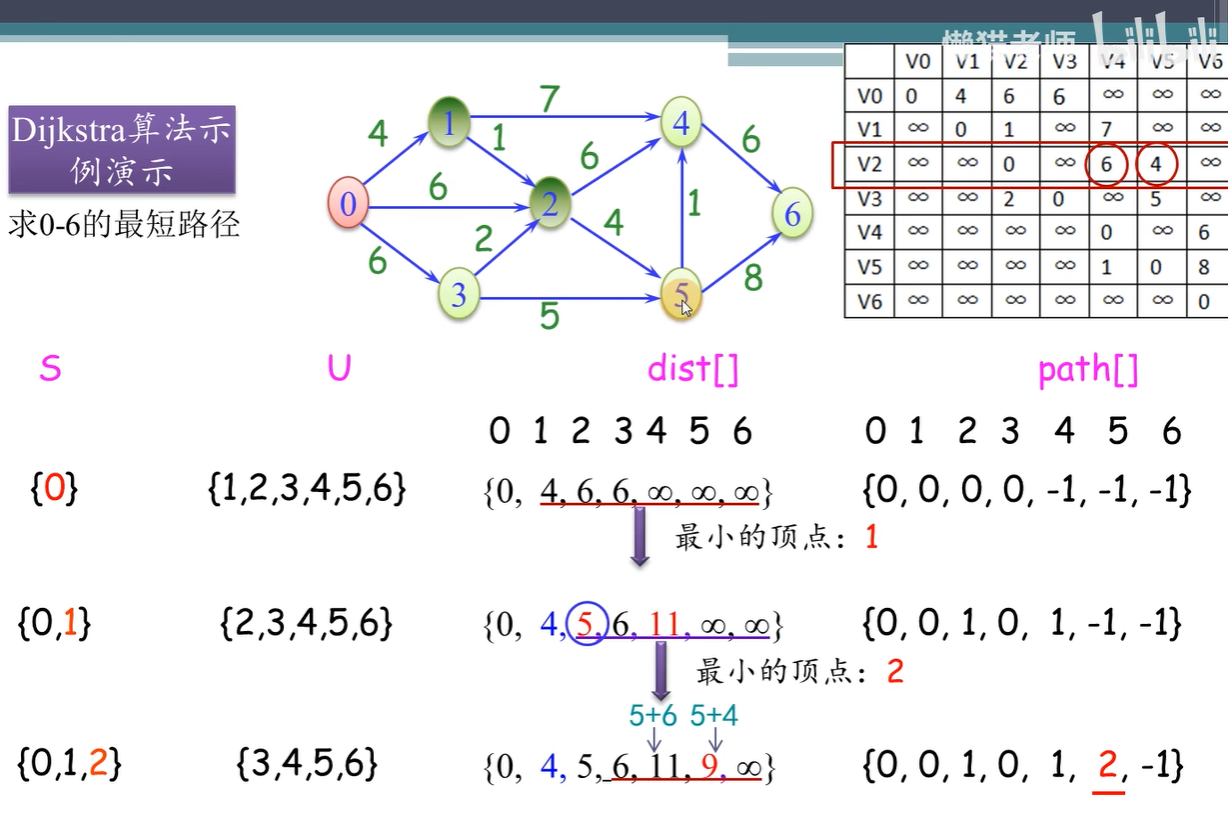 懒猫老师 bilibili
Dijkstra算法示
例演示
求0-6的最短路径
7
4
1
6
6
6
2
4
1
6
8
5
0
1
2
3
4
5
6
V0 V1 V2 V3 V4 V5 V6
V0 0 4 6 6 ∞ ∞ ∞
V1 ∞ 0 1 ∞ 7 ∞ ∞
V2 ∞ ∞ 0 ∞ 6 4 ∞
V3 ∞ ∞ 2 0 ∞ 5 ∞
V4 ∞ ∞ ∞ ∞ 0 ∞ 6
V5 ∞ ∞ ∞ ∞ 1 0 8
V6 ∞ ∞ ∞ ∞ ∞ ∞ 0
S U dist[] path[]
0 1 2 3 4 5 6 0 1 2 3 4 5 6
{0} {1,2,3,4,5,6} {0, 4, 6, 6, ∞, ∞, ∞} {0, 0, 0, 0, -1, -1, -1}
最小的顶点：1
{0,1} {2,3,4,5,6} {0, 4, 5, 6, 11, ∞, ∞} {0, 0, 1, 0, 1, -1, -1}
最小的顶点：2
5+6 5+4
{0,1,2} {3,4,5,6} {0, 4, 5, 6, 11, 9, ∞} {0, 0, 1, 0, 1, 2, -1}